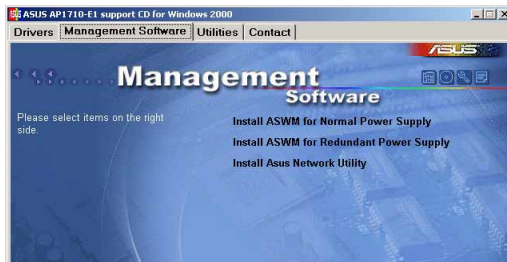 ASUS AP1710-E1 support CD for Windows 2000
Drivers Management Software Utilities Contact
ASUS
Management
Software
Please select items on the right
side.
Install ASWM for Normal Power Supply
Install ASWM for Redundant Power Supply
Install Asus Network Utility